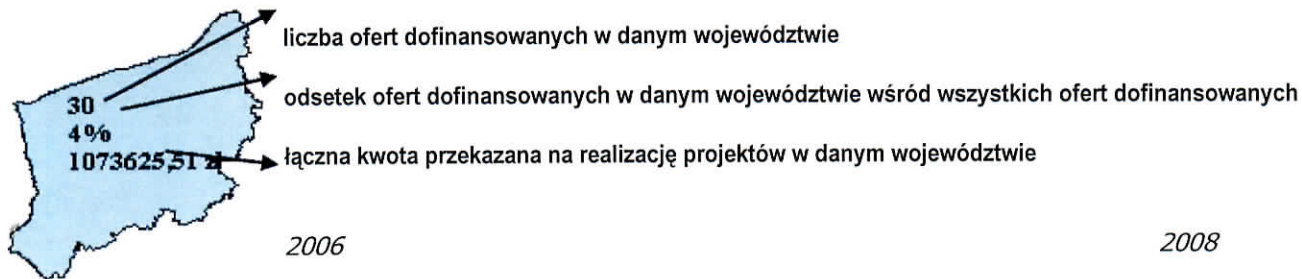 liczba ofert dofinansowanych w danym województwie
30
odsetek ofert dofinansowanych w danym województwie wśród wszystkich ofert dofinansowanych
4%
1073625,51 zł
łączna kwota przekazana na realizację projektów w danym województwie
2006
2008